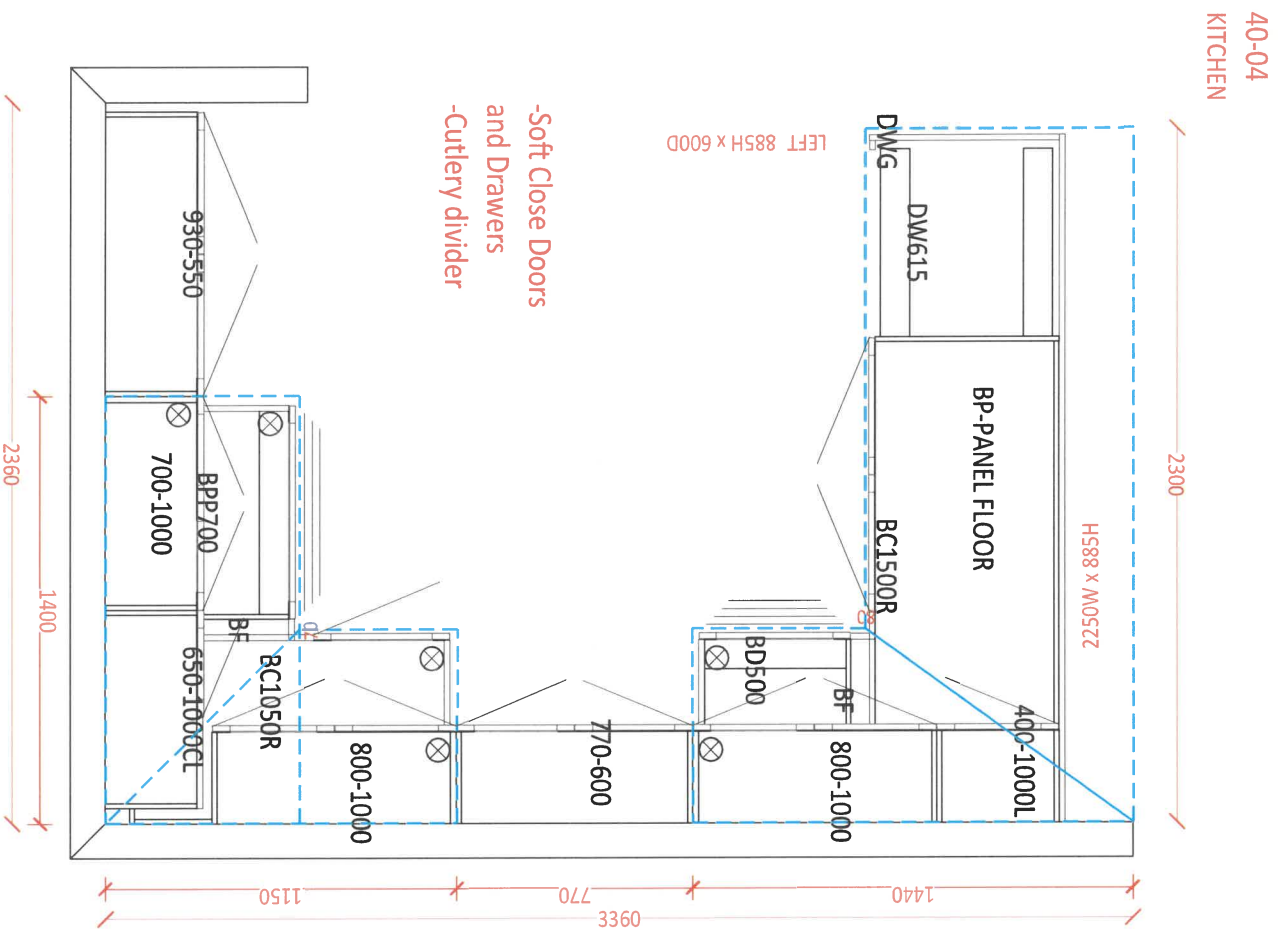 40-04
KITCHEN
-Soft Close Doors
and Drawers
-Cutlery divider
LEFT 885H x 600D
DWG
DW615
2300
BP-PANEL FLOOR
BC1500R
2250W x 885H
930-550
700-1000
BPP700
BF
650-1000CL
BC1050R
2360
1400
BD500
BF
800-1000
770-600
800-1000
400-1000L
1150
770
1440
3360